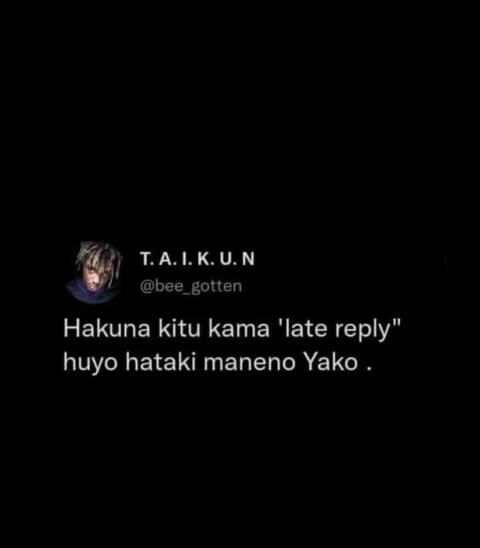 T. A. I. K. U. N
@bee_gotten
Hakuna kitu kama 'late reply"
huyo hataki maneno Yako .